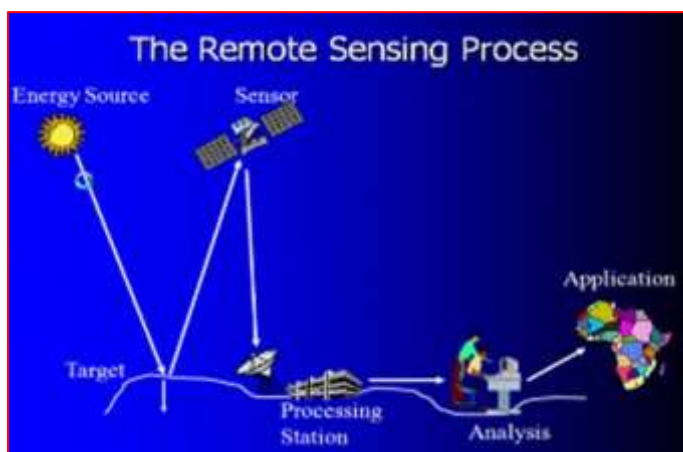 The Remote Sensing Process
Energy Source
Sensor
Application
Target
Processing
Station
Analysis